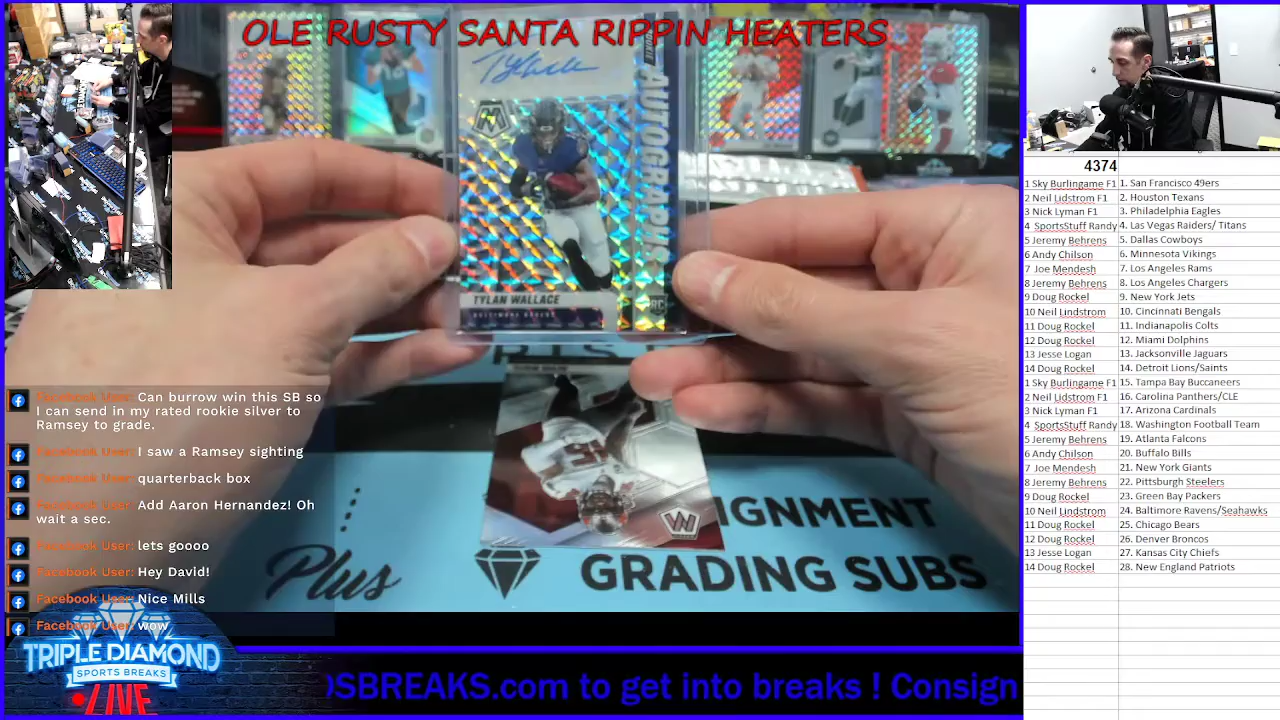 OLE RUSTY SANTA RIPPIN HEATERS
AUTOGRAPHS
TYLAN WALLACE
RC
IGNMENT
Plus
GRADING SUBS
Facebook User: Can burrow win this SB so
I can send in my rated rookie silver to
Ramsey to grade.
Facebook User: I saw a Ramsey sighting
Facebook User: quarterback box
Facebook User: Add Aaron Hernandez! Oh
wait a sec.
Facebook User: lets goooo
Facebook User: Hey David!
Facebook User: Nice Mills
Facebook User: wow
TRIPLE DIAMOND
SPORTS BREAKS
LIVE
DSBREAKS.com to get into breaks ! Consign
4374
1 Sky Burlingame F1 1. San Francisco 49ers
2 Neil Lidstrom F1 2. Houston Texans
3 Nick Lyman F1 3. Philadelphia Eagles
4 SportsStuff Randy 4. Las Vegas Raiders/ Titans
5 Jeremy Behrens 5. Dallas Cowboys
6 Andy Chilson 6. Minnesota Vikings
7 Joe Mendesh 7. Los Angeles Rams
8 Jeremy Behrens 8. Los Angeles Chargers
9 Doug Rockel 9. New York Jets
10 Neil Lindstrom 10. Cincinnati Bengals
11 Doug Rockel 11. Indianapolis Colts
12 Doug Rockel 12. Miami Dolphins
13 Jesse Logan 13. Jacksonville Jaguars
14 Doug Rockel 14. Detroit Lions/Saints
1 Sky Burlingame F1 15. Tampa Bay Buccaneers
2 Neil Lidstrom F1 16. Carolina Panthers/CLE
3 Nick Lyman F1 17. Arizona Cardinals
4 SportsStuff Randy 18. Washington Football Team
5 Jeremy Behrens 19. Atlanta Falcons
6 Andy Chilson 20. Buffalo Bills
7 Joe Mendesh 21. New York Giants
8 Jeremy Behrens 22. Pittsburgh Steelers
9 Doug Rockel 23. Green Bay Packers
10 Neil Lindstrom 24. Baltimore Ravens/Seahawks
11 Doug Rockel 25. Chicago Bears
12 Doug Rockel 26. Denver Broncos
13 Jesse Logan 27. Kansas City Chiefs
14 Doug Rockel 28. New England Patriots